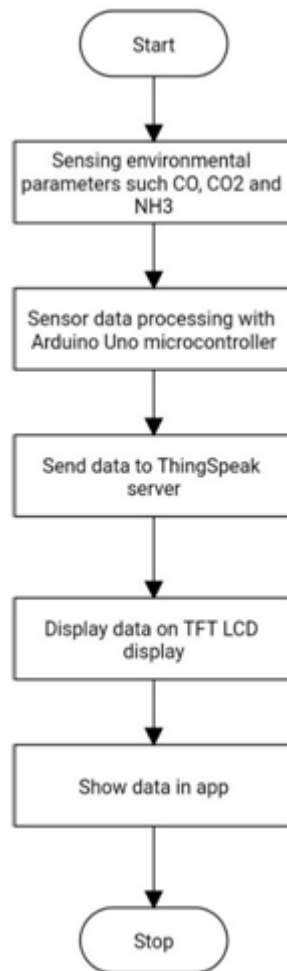 Start
Sensing environmental
parameters such CO, CO2 and
NH3
Sensor data processing with
Arduino Uno microcontroller
Send data to ThingSpeak
server
Display data on TFT LCD
display
Show data in app
Stop